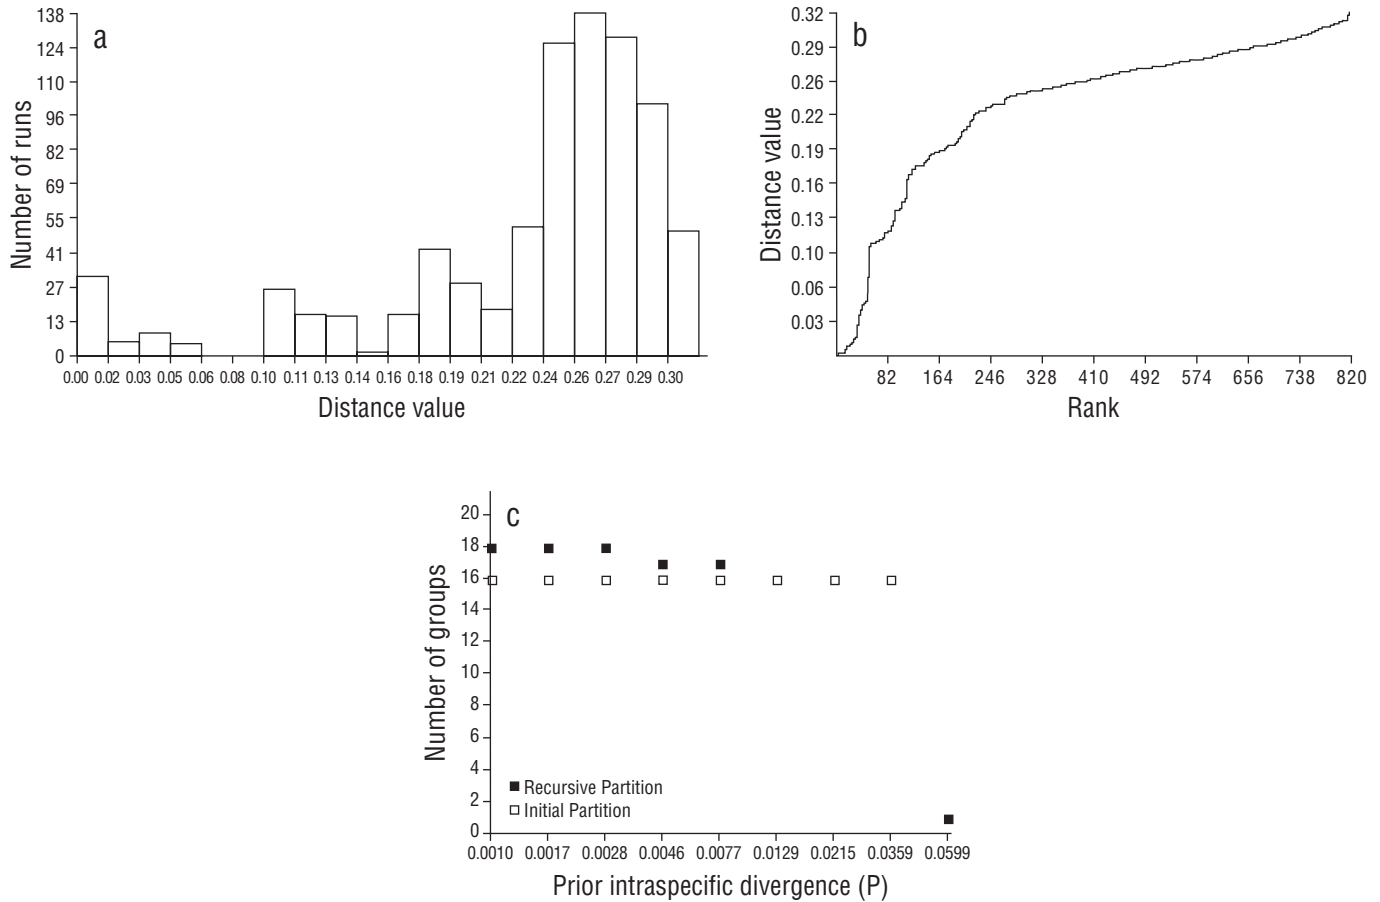 a
Number of runs
138
124
110
96
82
69
55
41
27
13
0
0.00 0.02 0.03 0.05 0.06 0.08 0.10 0.11 0.13 0.14 0.16 0.18 0.19 0.21 0.22 0.24 0.26 0.27 0.29 0.30
Distance value
b
Distance value
0.32
0.29
0.26
0.22
0.19
0.16
0.13
0.10
0.06
0.03
82 164 246 328 410 492 574 656 738 820
Rank
c
Number of groups
20
18
16
14
12
10
8
6
4
2
0
Recursive Partition
Initial Partition
0.0010 0.0017 0.0028 0.0046 0.0077 0.0129 0.0215 0.0359 0.0599
Prior intraspecific divergence (P)